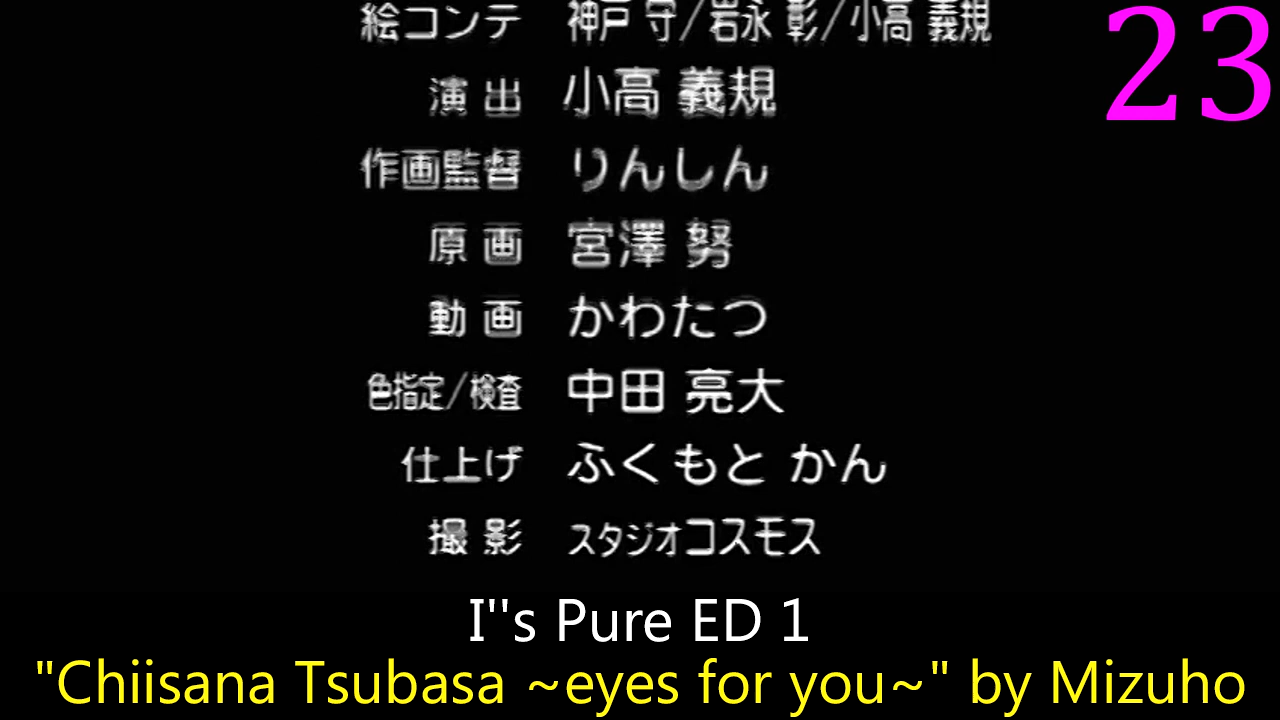 23
絵コンテ 神戸 守/岩永 彰/小高 義規
演出 小高 義規
作画監督 りんしん
原画 宮澤 努
動画 かわたつ
色指定/検査 中田 亮大
仕上げ ふくもと かん
撮影 スタジオコスモス
I"s Pure ED 1
"Chiisana Tsubasa ~eyes for you~" by Mizuho